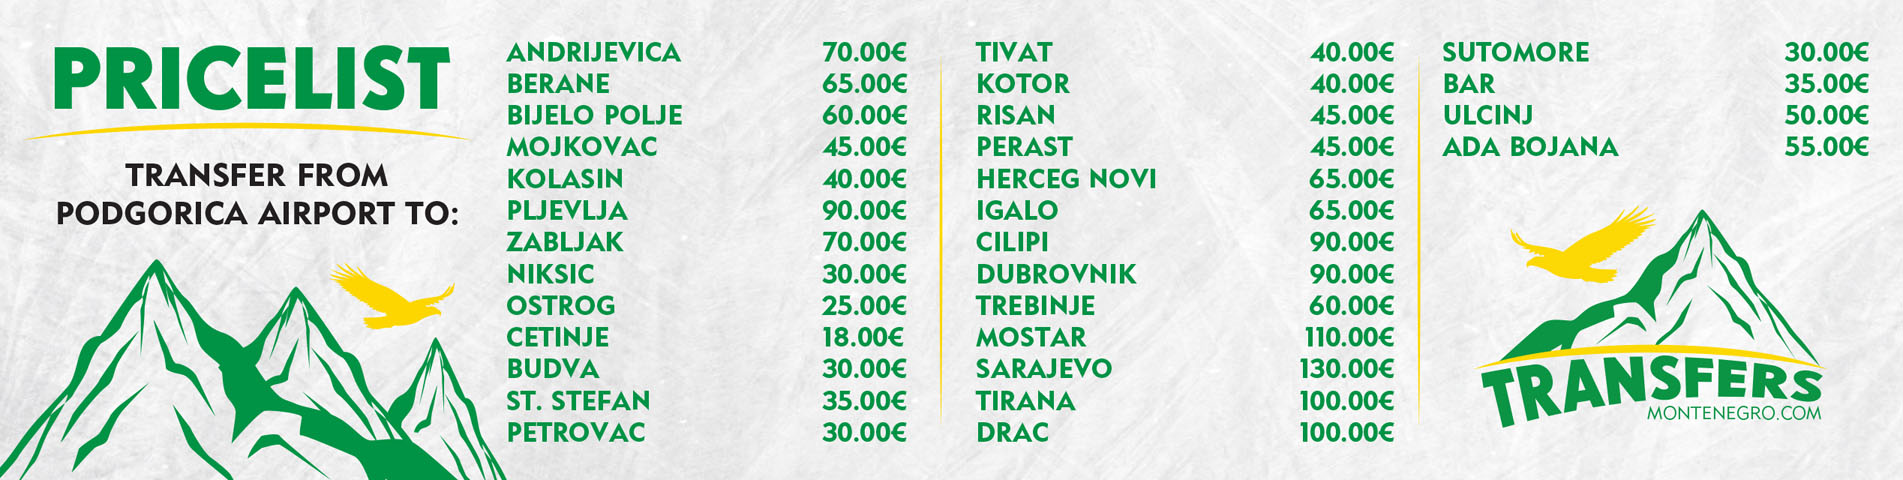 PRICELIST
TRANSFER FROM
PODGORICA AIRPORT TO:
ANDRIJEVICA 70.00€
BERANE 65.00€
BIJELO POLJE 60.00€
MOJKOVAC 45.00€
KOLASIN 40.00€
PLJEVLJA 90.00€
ZABLJAK 70.00€
NIKSIC 30.00€
OSTROG 25.00€
CETINJE 18.00€
BUDVA 30.00€
ST. STEFAN 35.00€
PETROVAC 30.00€
TIVAT 40.00€
KOTOR 40.00€
RISAN 45.00€
PERAST 45.00€
HERCEG NOVI 65.00€
IGALO 65.00€
CILIPI 90.00€
DUBROVNIK 90.00€
TREBINJE 60.00€
MOSTAR 110.00€
SARAJEVO 130.00€
TIRANA 100.00€
DRAC 100.00€
SUTOMORE 30.00€
BAR 35.00€
ULCINJ 50.00€
ADA BOJANA 55.00€
TRANSFERS
MONTENEGRO.COM